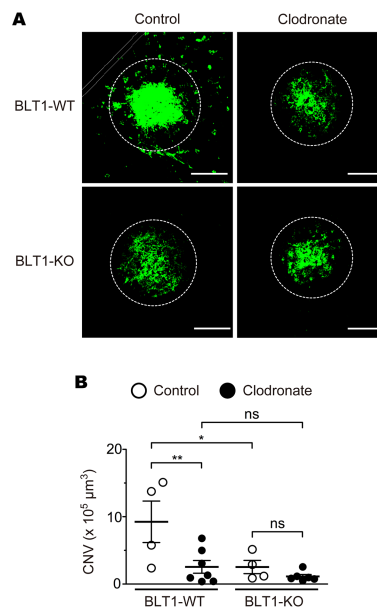 A
Control Clodronate
BLT1-WT
BLT1-KO
B
Control Clodronate
ns
*
** ns
20
10
0
CNV (x 10⁵ μm³)
BLT1-WT BLT1-KO